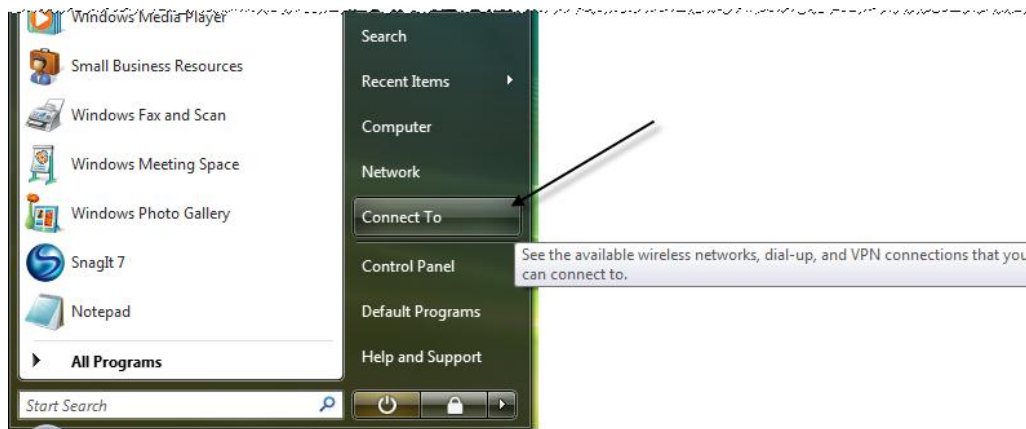 Windows Media Player
Small Business Resources
Windows Fax and Scan
Windows Meeting Space
Windows Photo Gallery
SnagIt 7
Notepad
All Programs
Start Search
Search
Recent Items
Computer
Network
Connect To
See the available wireless networks, dial-up, and VPN connections that you
can connect to.
Control Panel
Default Programs
Help and Support